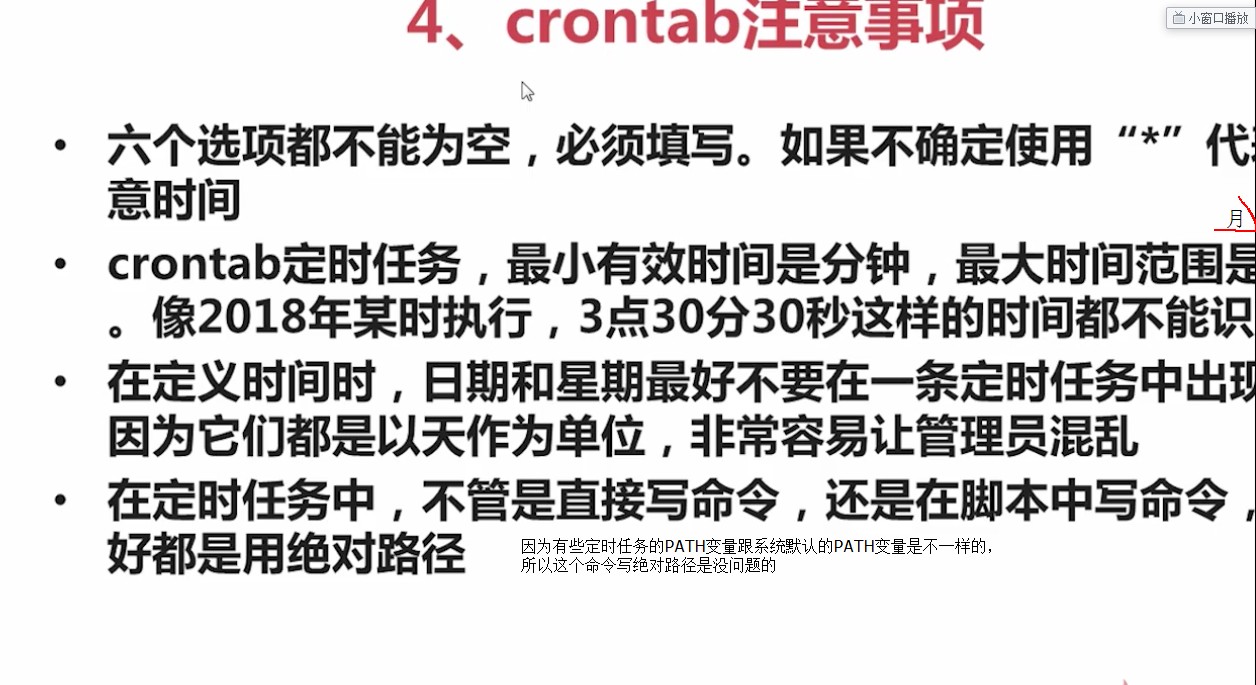 4、crontab注意事项
小窗口播放
• 六个选项都不能为空，必须填写。如果不确定使用“*”代
意时间
月
• crontab定时任务，最小有效时间是分钟，最大时间范围是
。像2018年某时执行，3点30分30秒这样的时间都不能识
• 在定义时间时，日期和星期最好不要在一条定时任务中出现
因为它们都是以天作为单位，非常容易让管理员混乱
• 在定时任务中，不管是直接写命令，还是在脚本中写命令，
好都是用绝对路径
因为有些定时任务的PATH变量跟系统默认的PATH变量是不一样的，
所以这个命令写绝对路径是没问题的